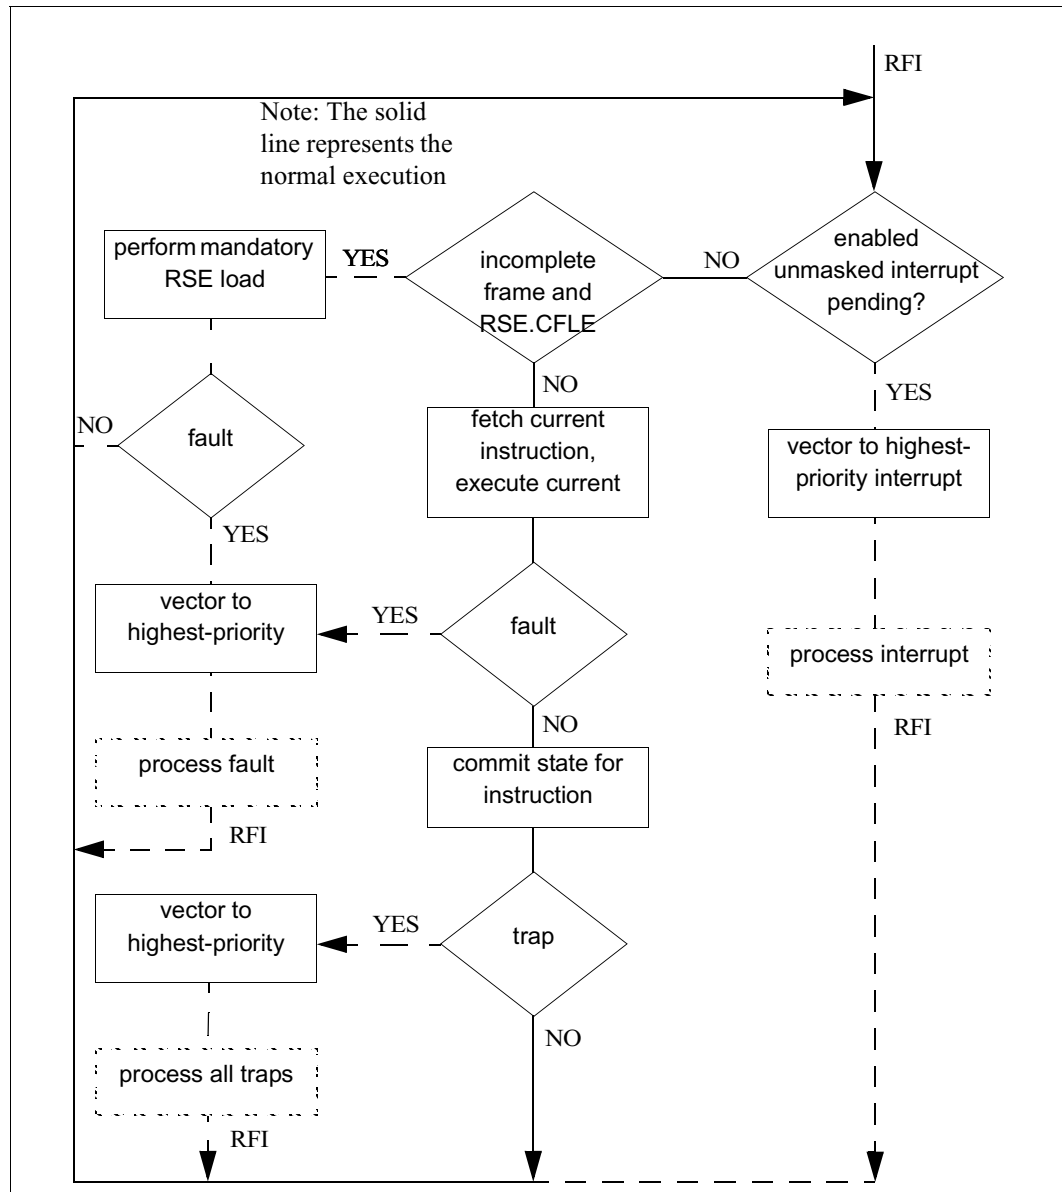 RFI
Note: The solid
line represents the
normal execution
perform mandatory
RSE load
YES
incomplete
frame and
RSE.CFLE
NO
enabled
unmasked interrupt
pending?
NO
YES
NO
fault
fetch current
instruction,
execute current
vector to highest-
priority interrupt
YES
vector to
highest-priority
YES
fault
process interrupt
NO
RFI
process fault
commit state for
instruction
RFI
vector to
highest-priority
YES
trap
NO
process all traps
RFI